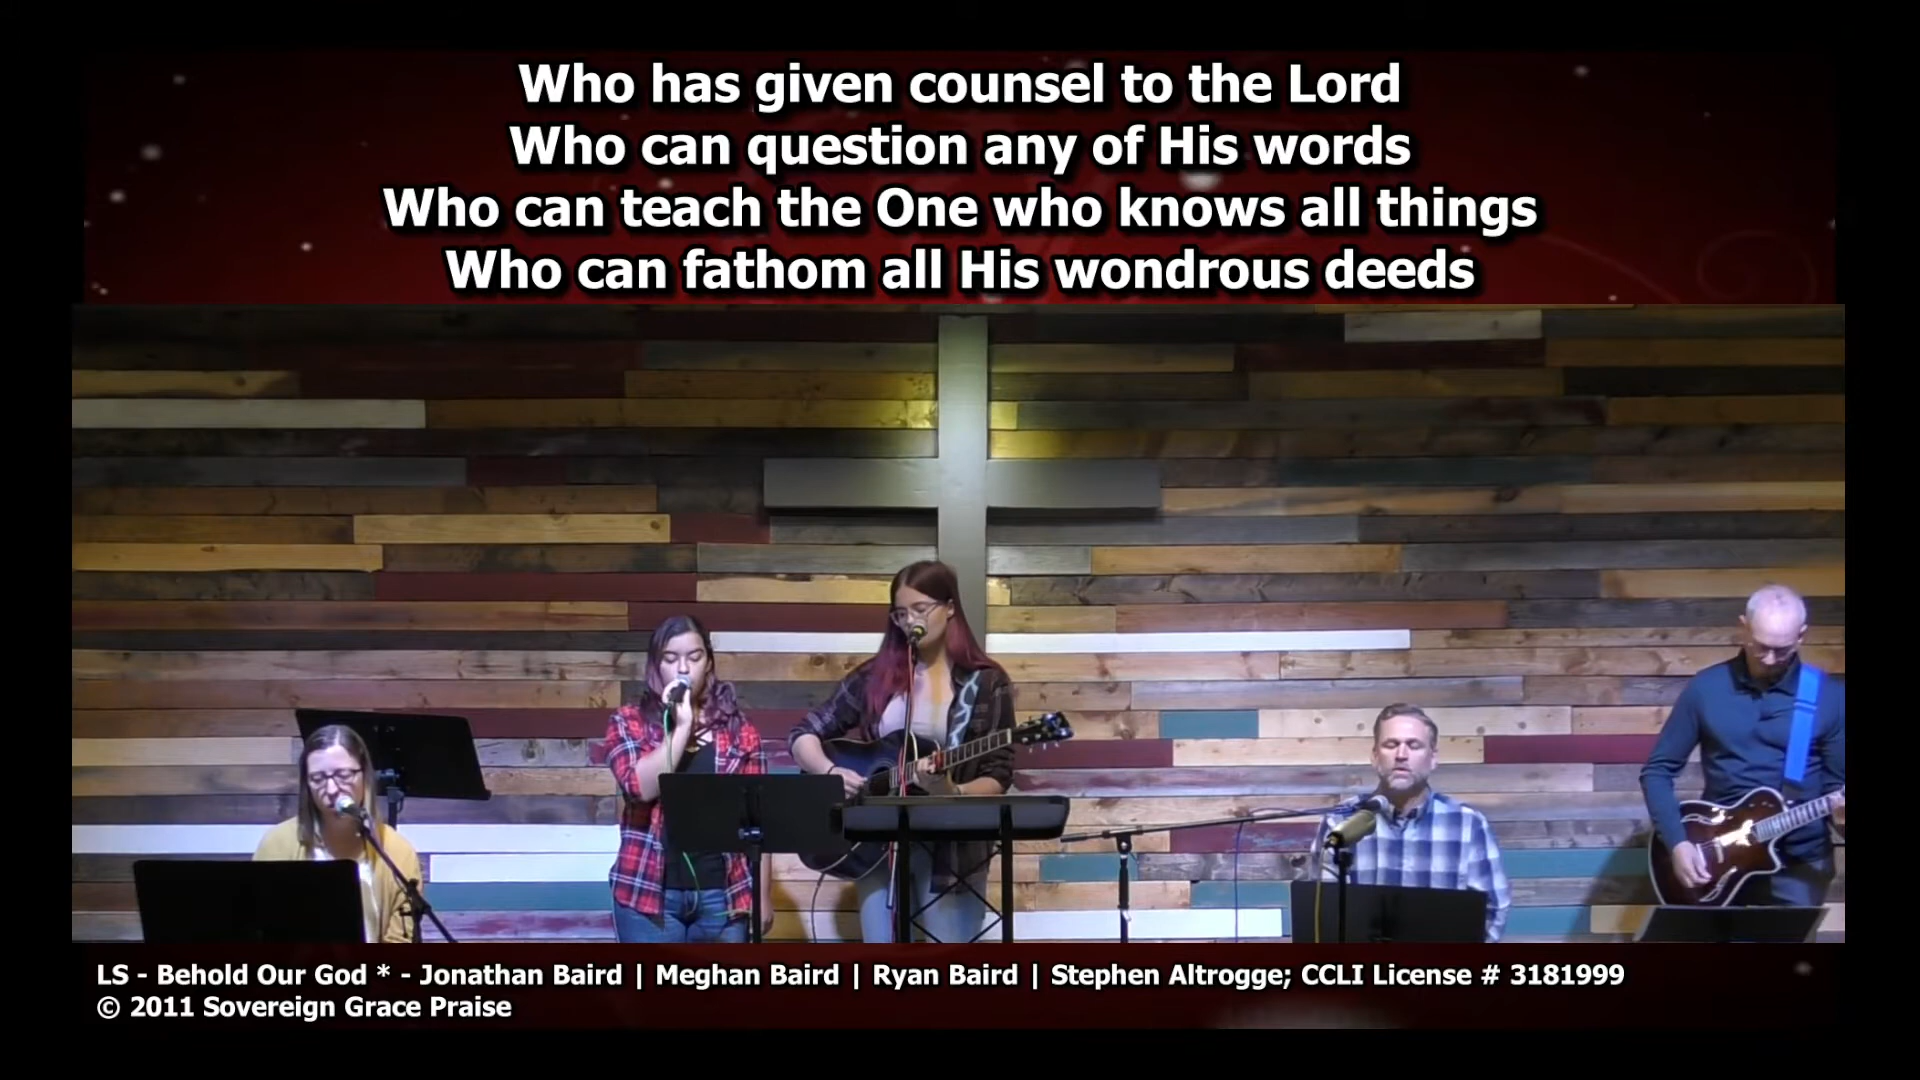 Who has given counsel to the Lord
Who can question any of His words
Who can teach the One who knows all things
Who can fathom all His wondrous deeds
LS - Behold Our God * - Jonathan Baird | Meghan Baird | Ryan Baird | Stephen Altrogge; CCLI License # 3181999
© 2011 Sovereign Grace Praise